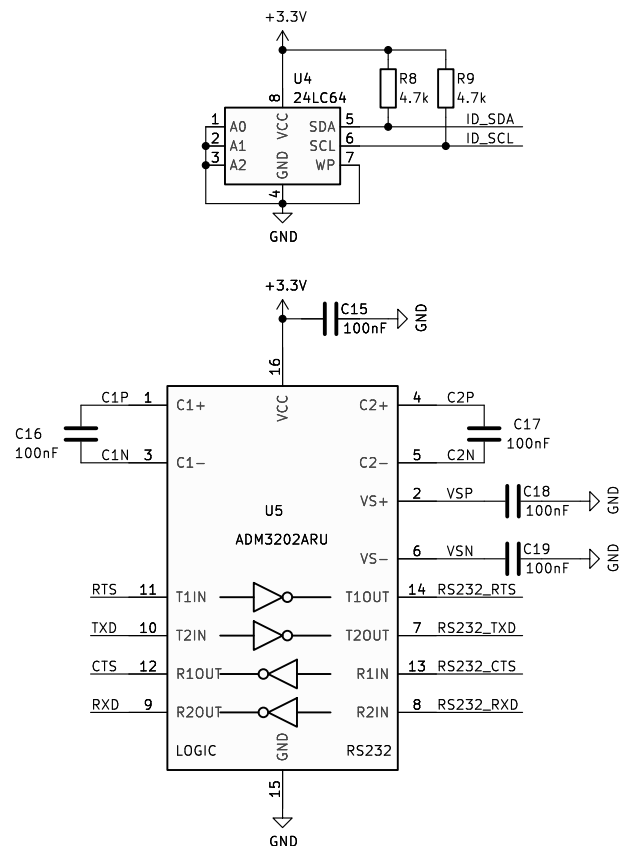 +3.3V
U4
24LC64
R8
4.7k
R9
4.7k
8
VCC
1 A0
2 A1
3 A2
SDA 5 ID_SDA
SCL 6 ID_SCL
WP 7
GND
4
GND
+3.3V
C15
100nF
GND
16
VCC
C1P 1 C1+
C2+ 4 C2P
C16
100nF
C17
100nF
C1N 3 C1-
C2- 5 C2N
VS+ 2 VSP
C18
100nF
GND
U5
ADM3202ARU
VS- 6 VSN
C19
100nF
GND
RTS 11 T1IN T1OUT 14 RS232_RTS
TXD 10 T2IN T2OUT 7 RS232_TXD
CTS 12 R1OUT R1IN 13 RS232_CTS
RXD 9 R2OUT R2IN 8 RS232_RXD
GND
LOGIC RS232
15
GND